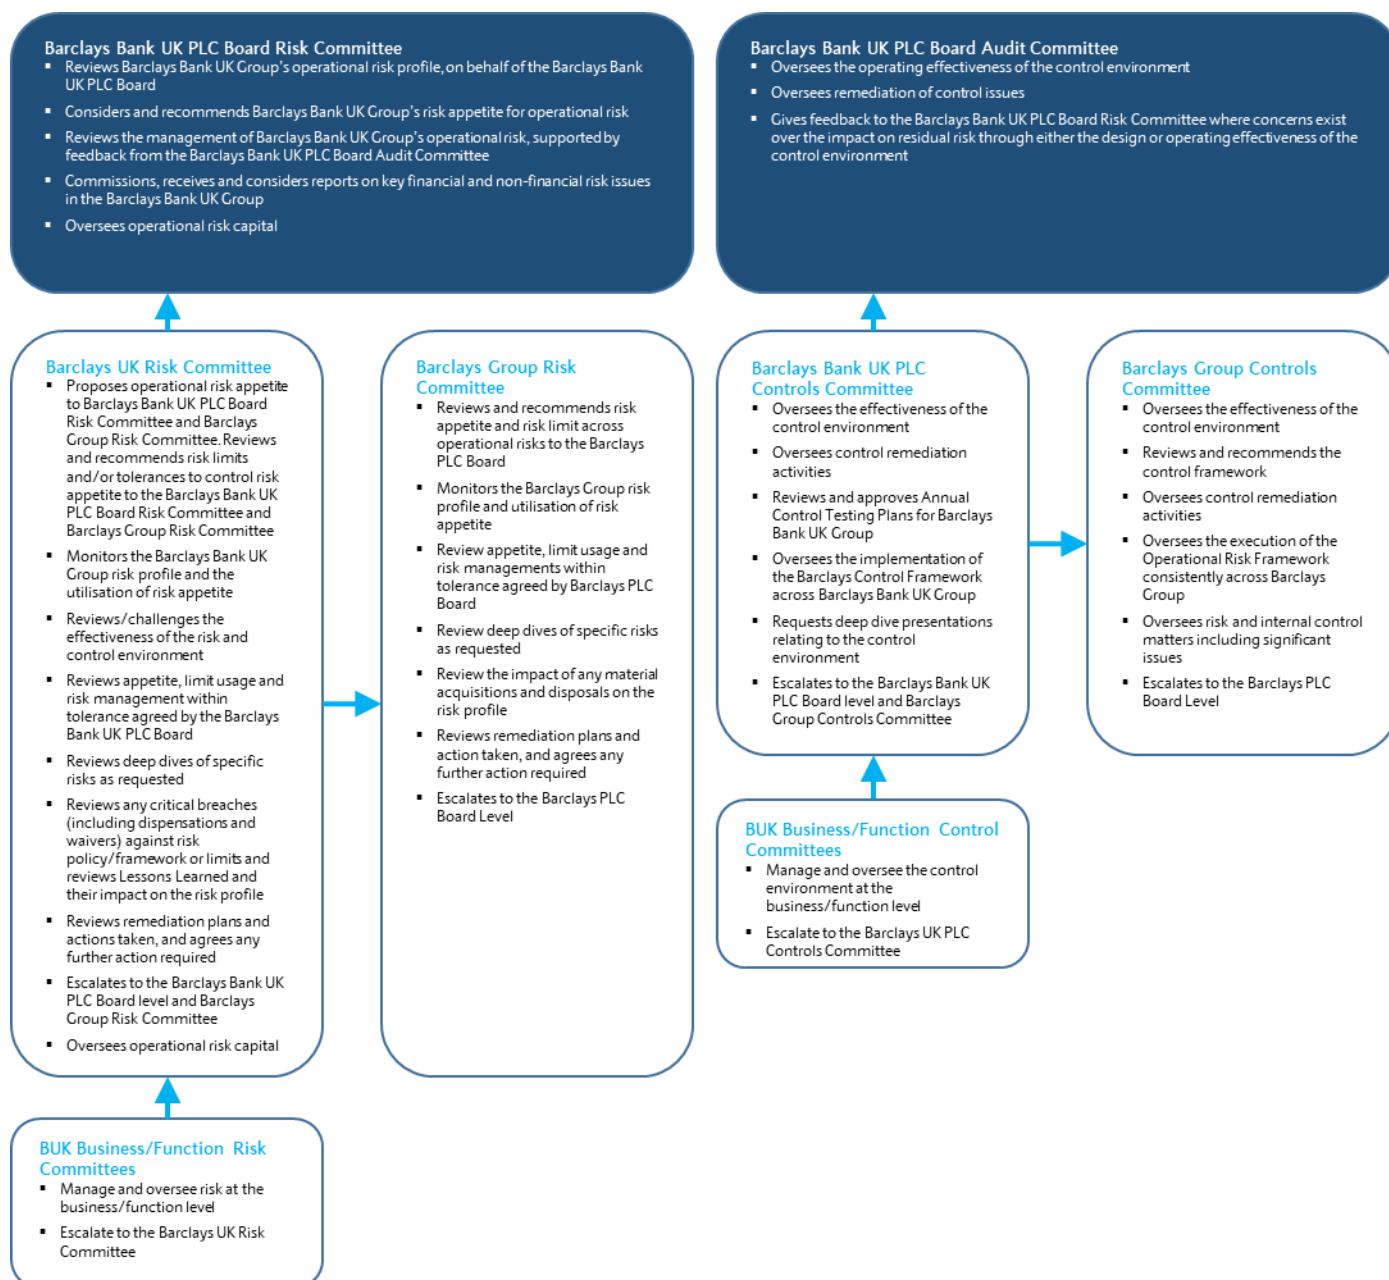 Barclays Bank UK PLC Board Risk Committee
▪ Reviews Barclays Bank UK Group's operational risk profile, on behalf of the Barclays Bank
UK PLC Board
▪ Considers and recommends Barclays Bank UK Group's risk appetite for operational risk
▪ Reviews the management of Barclays Bank UK Group's operational risk, supported by
feedback from the Barclays Bank UK PLC Board Audit Committee
▪ Commissions, receives and considers reports on key financial and non-financial risk issues
in the Barclays Bank UK Group
▪ Oversees operational risk capital
Barclays Bank UK PLC Board Audit Committee
▪ Oversees the operating effectiveness of the control environment
▪ Oversees remediation of control issues
▪ Gives feedback to the Barclays Bank UK PLC Board Risk Committee where concerns exist
over the impact on residual risk through either the design or operating effectiveness of the
control environment
Barclays UK Risk Committee
▪ Proposes operational risk appetite
to Barclays Bank UK PLC Board
Risk Committee and Barclays
Group Risk Committee. Reviews
and recommends risk limits
and/or tolerances to control risk
appetite to the Barclays Bank UK
PLC Board Risk Committee and
Barclays Group Risk Committee
▪ Monitors the Barclays Bank UK
Group risk profile and the
utilisation of risk appetite
▪ Reviews/challenges the
effectiveness of the risk and
control environment
▪ Reviews appetite, limit usage and
risk management within
tolerance agreed by the Barclays
Bank UK PLC Board
▪ Reviews deep dives of specific
risks as requested
▪ Reviews any critical breaches
(including dispensations and
waivers) against risk
policy/framework or limits and
reviews Lessons Learned and
their impact on the risk profile
▪ Reviews remediation plans and
actions taken, and agrees any
further action required
▪ Escalates to the Barclays Bank UK
PLC Board level and Barclays
Group Risk Committee
▪ Oversees operational risk capital
Barclays Group Risk
Committee
▪ Reviews and recommends risk
appetite and risk limit across
operational risks to the Barclays
PLC Board
▪ Monitors the Barclays Group risk
profile and utilisation of risk
appetite
▪ Review appetite, limit usage and
risk managements within
tolerance agreed by Barclays PLC
Board
▪ Review deep dives of specific risks
as requested
▪ Review the impact of any material
acquisitions and disposals on the
risk profile
▪ Reviews remediation plans and
action taken, and agrees any
further action required
▪ Escalates to the Barclays PLC
Board Level
Barclays Bank UK PLC
Controls Committee
▪ Oversees the effectiveness of the
control environment
▪ Oversees control remediation
activities
▪ Reviews and approves Annual
Control Testing Plans for Barclays
Bank UK Group
▪ Oversees the implementation of
the Barclays Control Framework
across Barclays Bank UK Group
▪ Requests deep dive presentations
relating to the control
environment
▪ Escalates to the Barclays Bank UK
PLC Board level and Barclays
Group Controls Committee
Barclays Group Controls
Committee
▪ Oversees the effectiveness of the
control environment
▪ Reviews and recommends the
control framework
▪ Oversees control remediation
activities
▪ Oversees the execution of the
Operational Risk Framework
consistently across Barclays
Group
▪ Oversees risk and internal control
matters including significant
issues
▪ Escalates to the Barclays PLC
Board Level
BUK Business/Function Control
Committees
▪ Manage and oversee the control
environment at the
business/function level
▪ Escalate to the Barclays UK PLC
Controls Committee
BUK Business/Function Risk
Committees
▪ Manage and oversee risk at the
business/function level
▪ Escalate to the Barclays UK Risk
Committee